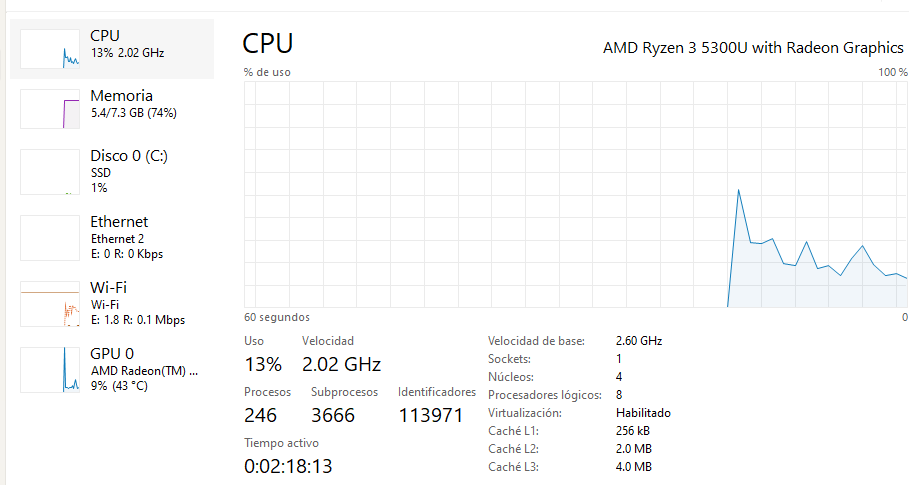 CPU
13% 2.02 GHz
Memoria
5.4/7.3 GB (74%)
Disco 0 (C:)
SSD
1%
Ethernet
Ethernet 2
E: 0 R: 0 Kbps
Wi-Fi
Wi-Fi
E: 1.8 R: 0.1 Mbps
GPU 0
AMD Radeon(TM) ...
9% (43 °C)
CPU
AMD Ryzen 3 5300U with Radeon Graphics
% de uso
100 %
60 segundos
0
Uso
Velocidad
13%
2.02 GHz
Procesos
Subprocesos
Identificadores
246
3666
113971
Tiempo activo
0:02:18:13
Velocidad de base:
2.60 GHz
Sockets:
1
Núcleos:
4
Procesadores lógicos:
8
Virtualización:
Habilitado
Caché L1:
256 kB
Caché L2:
2.0 MB
Caché L3:
4.0 MB